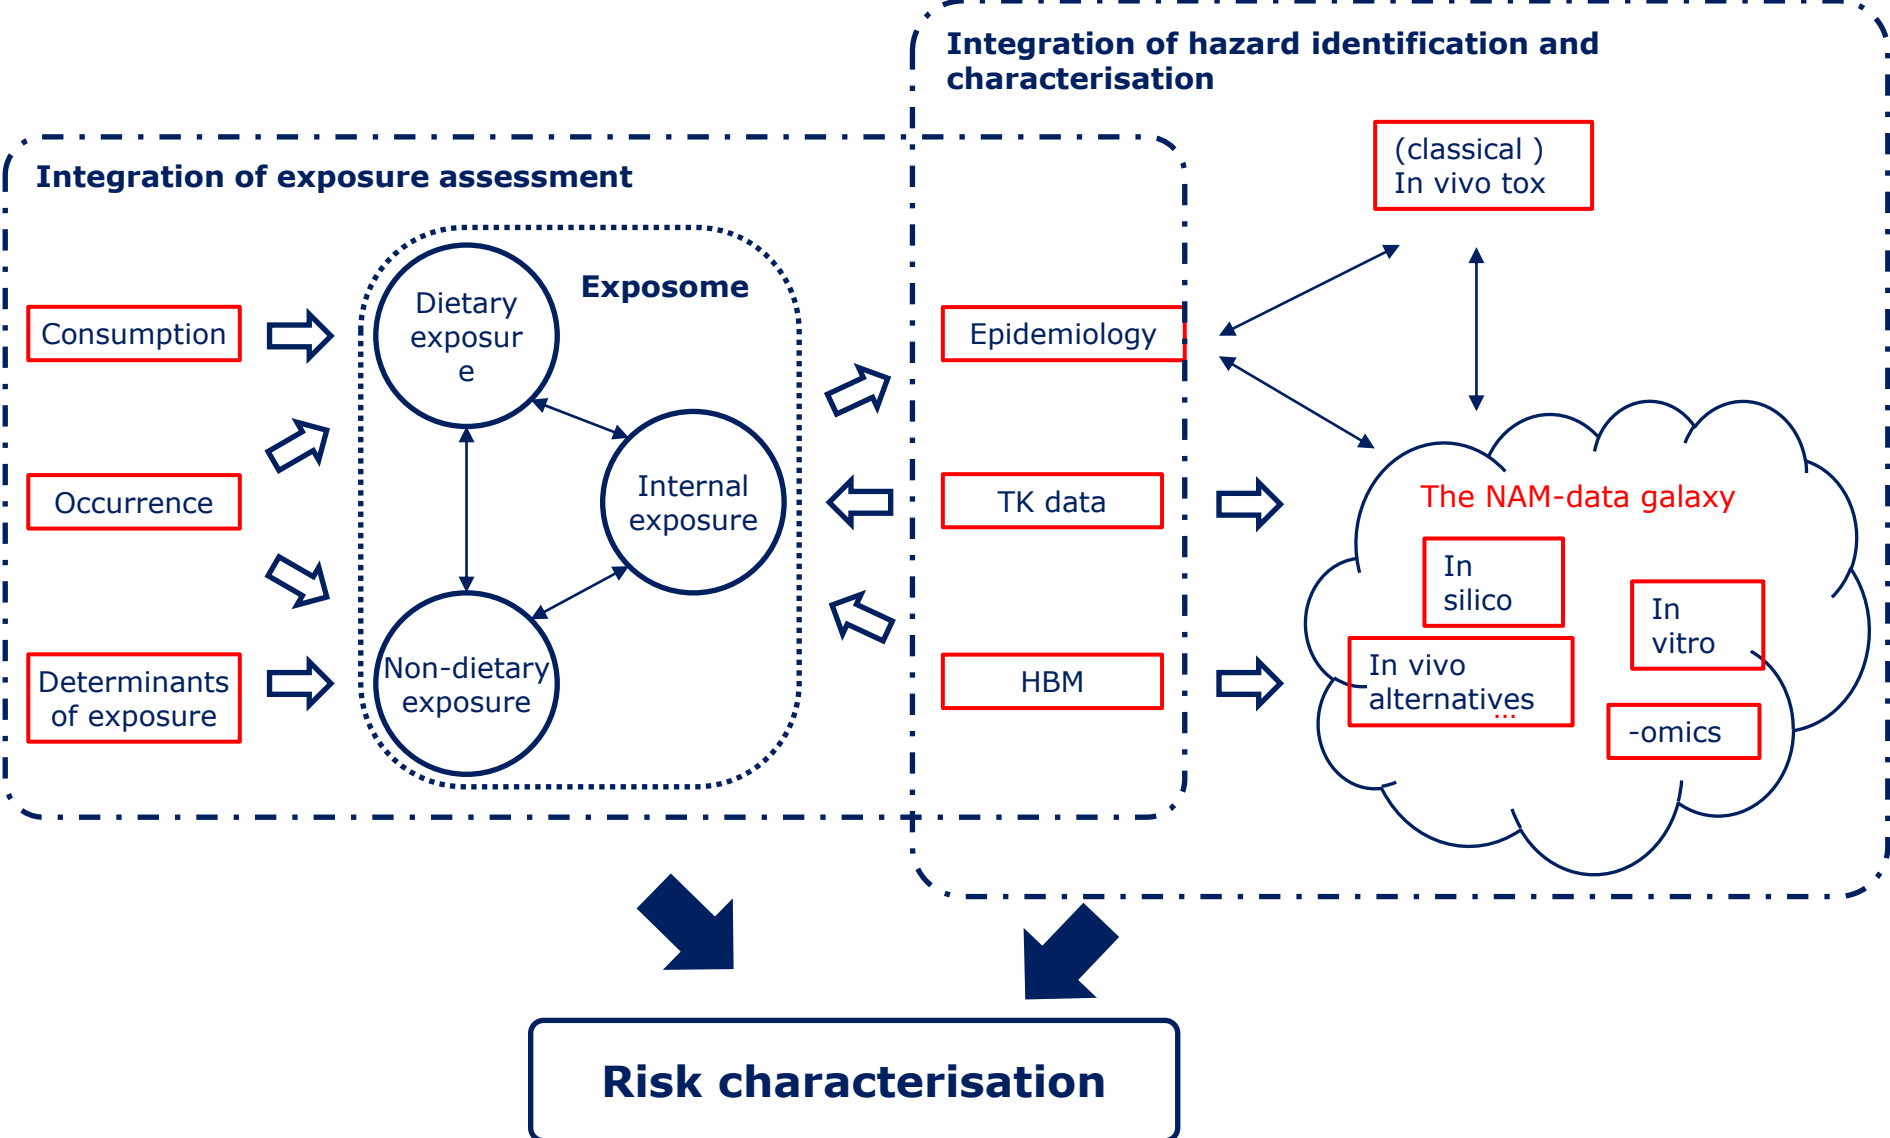 Integration of hazard identification and
characterisation
(classical )
In vivo tox
Integration of exposure assessment
Exposome
Consumption
Occurrence
Determinants
of exposure
Dietary
exposur
e
Internal
exposure
Non-dietary
exposure
Epidemiology
TK data
HBM
The NAM-data galaxy
In
silico
In
vitro
In vivo
alternatives
...
-omics
Risk characterisation